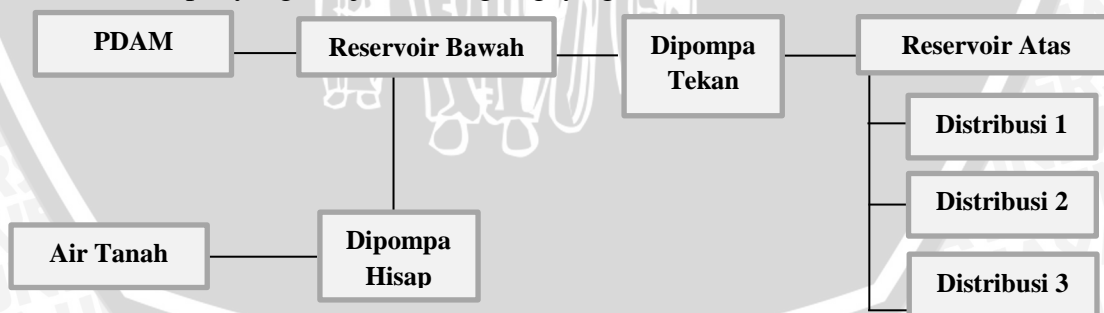 PDAM
Reservoir Bawah
Dipompa
Tekan
Reservoir Atas
Distribusi 1
Distribusi 2
Distribusi 3
Air Tanah
Dipompa
Hisap